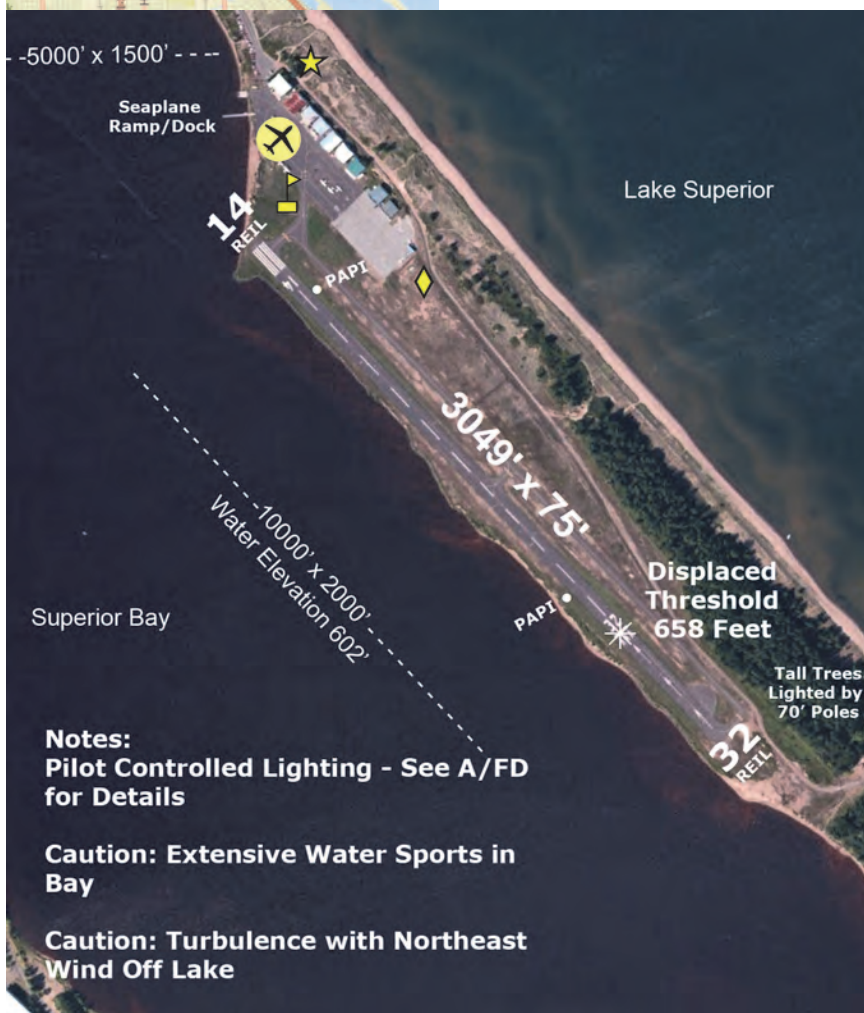 - -5000' x 1500' - - -
Seaplane
Ramp/Dock
Lake Superior
14
REIL
PAPI
3049' x 75'
-10000' x 2000'
Water Elevation 602'
Superior Bay
Displaced
Threshold
658 Feet
PAPI
Tall Trees
Lighted by
70' Poles
32
REIL
Notes:
Pilot Controlled Lighting - See A/FD
for Details
Caution: Extensive Water Sports in
Bay
Caution: Turbulence with Northeast
Wind Off Lake